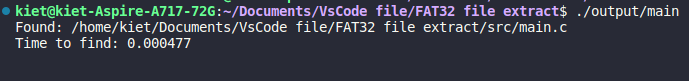 kiet@kiet-Aspire-A717-72G:~/Documents/VsCode file/FAT32 file extract$ ./output/main
Found: /home/kiet/Documents/VsCode file/FAT32 file extract/src/main.c
Time to find: 0.000477